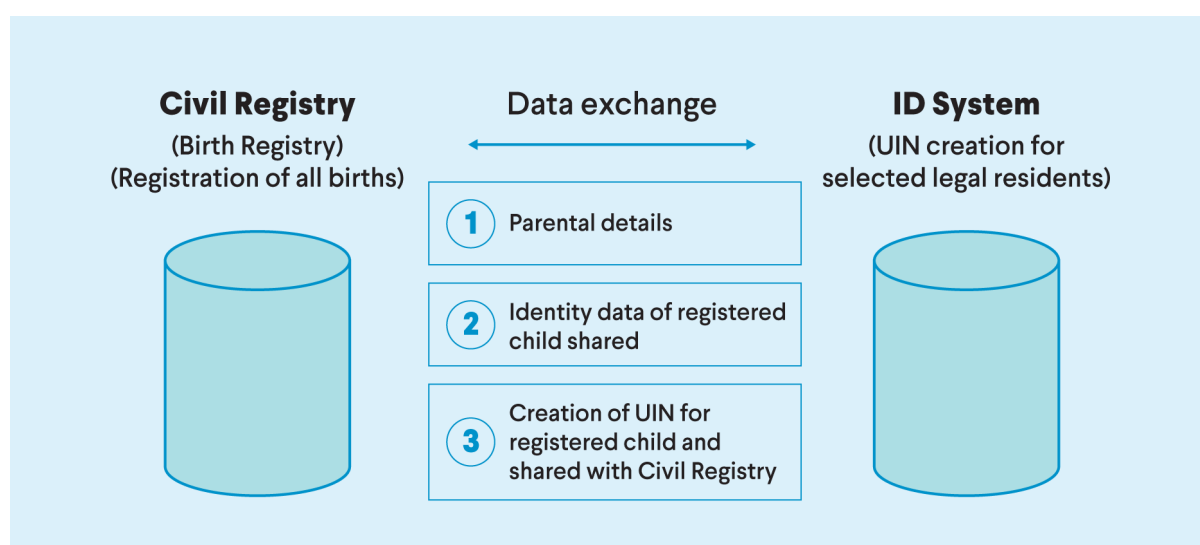 Civil Registry
(Birth Registry)
(Registration of all births)
Data exchange
ID System
(UIN creation for
selected legal residents)
1 Parental details
2 Identity data of registered
child shared
3 Creation of UIN for
registered child and
shared with Civil Registry